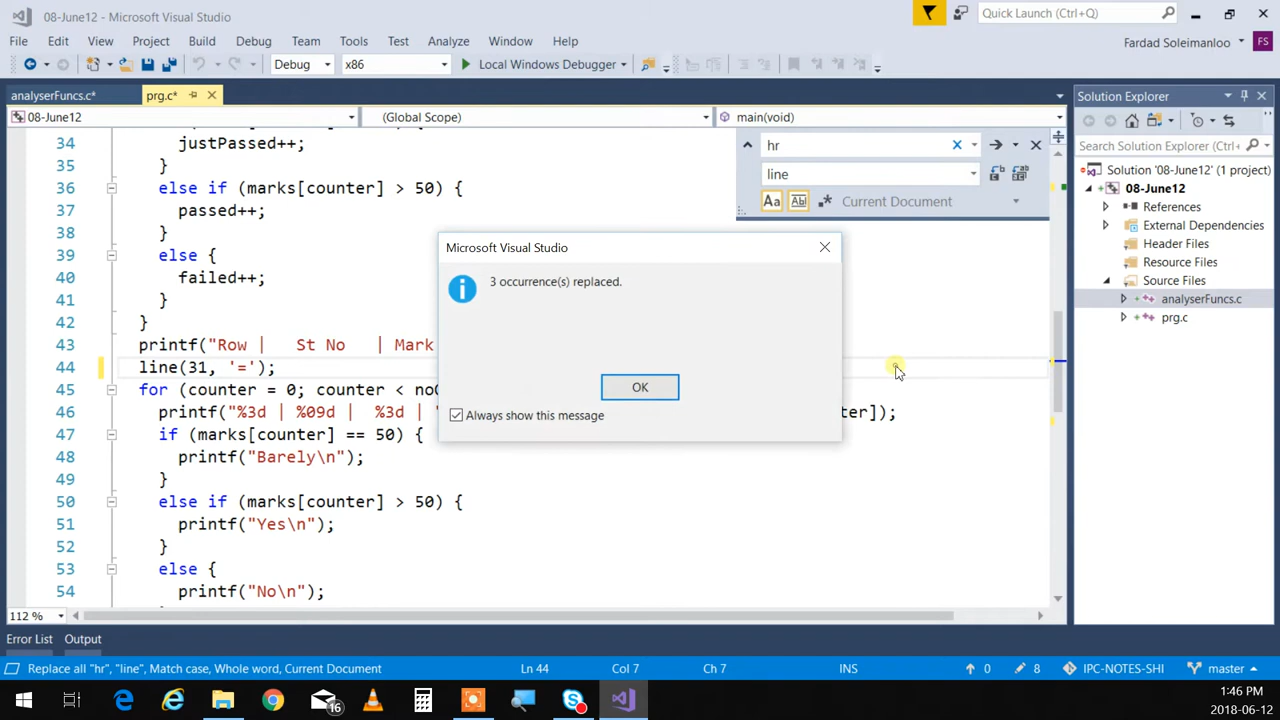 08-June12 - Microsoft Visual Studio
Quick Launch (Ctrl+Q)
File Edit View Project Build Debug Team Tools Test Analyze Window Help
Fardad Soleimanloo FS
Debug x86 Local Windows Debugger
analyserFuncs.c* prg.c*
08-June12 (Global Scope) main(void)
34
35 justPassed++;
35 }
36 else if (marks[counter] > 50) {
37 passed++;
38 }
39 else {
40 failed++;
41 }
42 }
43 printf("Row | St No | Mark
44 line(31, '=');
45 for (counter = 0; counter < no
46 printf("%3d | %09d | %3d | "
er]);
47 if (marks[counter] == 50) {
48 printf("Barely\n");
49 }
50 else if (marks[counter] > 50) {
51 printf("Yes\n");
52 }
53 else {
54 printf("No\n");
hr
line
Aa Ab .* Current Document
Microsoft Visual Studio
3 occurrence(s) replaced.
OK
Always show this message
Solution Explorer
Search Solution Explorer (Ctrl+;)
Solution '08-June12' (1 project)
08-June12
References
External Dependencies
Header Files
Resource Files
Source Files
analyserFuncs.c
prg.c
112 %
Error List Output
Replace all "hr", "line", Match case, Whole word, Current Document
Ln 44 Col 7 Ch 7 INS 0 8 IPC-NOTES-SHI master
16
1:46 PM
2018-06-12